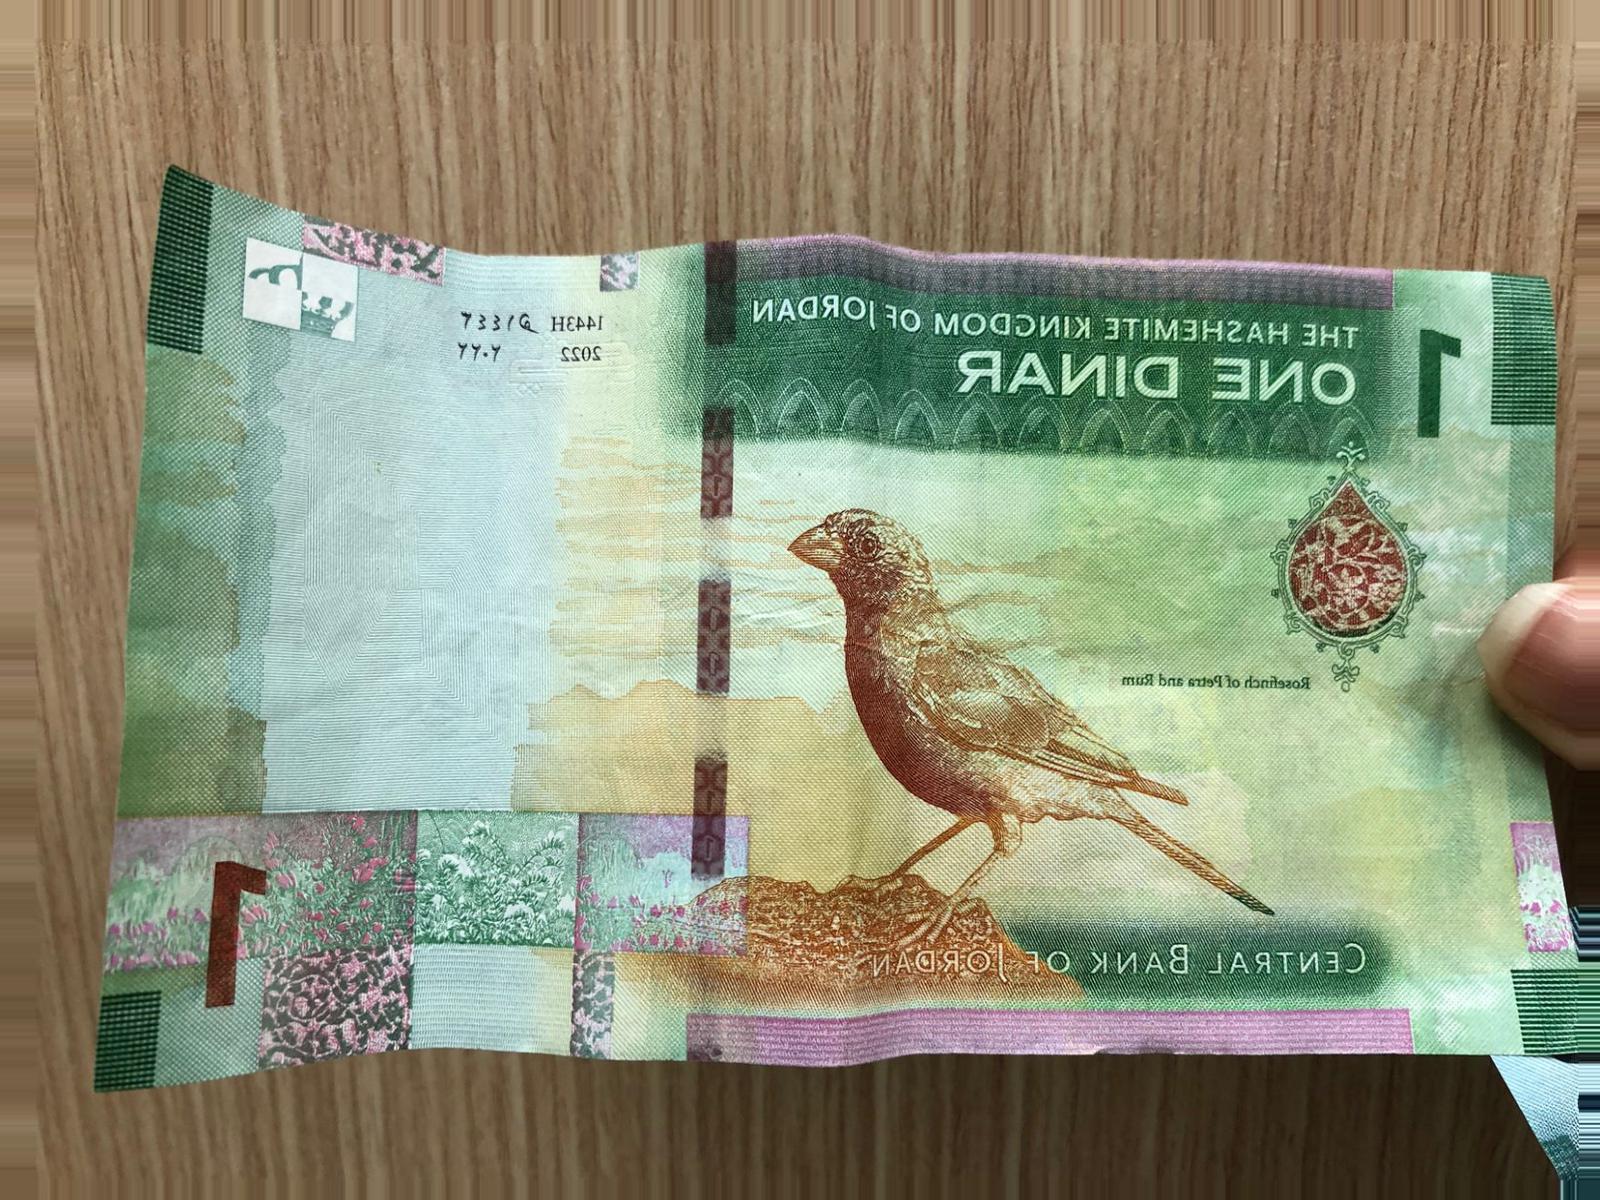 THE HASHEMITE KINGDOM OF JORDAN
ONE DINAR
1
1443H ١٤٤٣هـ
2022 ٢٠٢٢
Rosefinch of Petra and Rum
CENTRAL BANK OF JORDAN
1